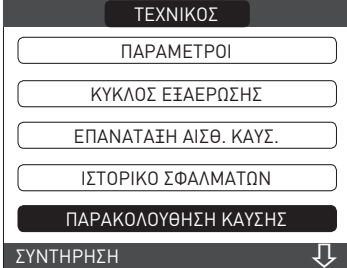 ΤΕΧΝΙΚΟΣ
ΠΑΡΑΜΕΤΡΟΙ
ΚΥΚΛΟΣ ΕΞΑΕΡΩΣΗΣ
ΕΠΑΝΑΤΑΞΗ ΑΙΣΘ. ΚΑΥΣ.
ΙΣΤΟΡΙΚΟ ΣΦΑΛΜΑΤΩΝ
ΠΑΡΑΚΟΛΟΥΘΗΣΗ ΚΑΥΣΗΣ
ΣΥΝΤΗΡΗΣΗ